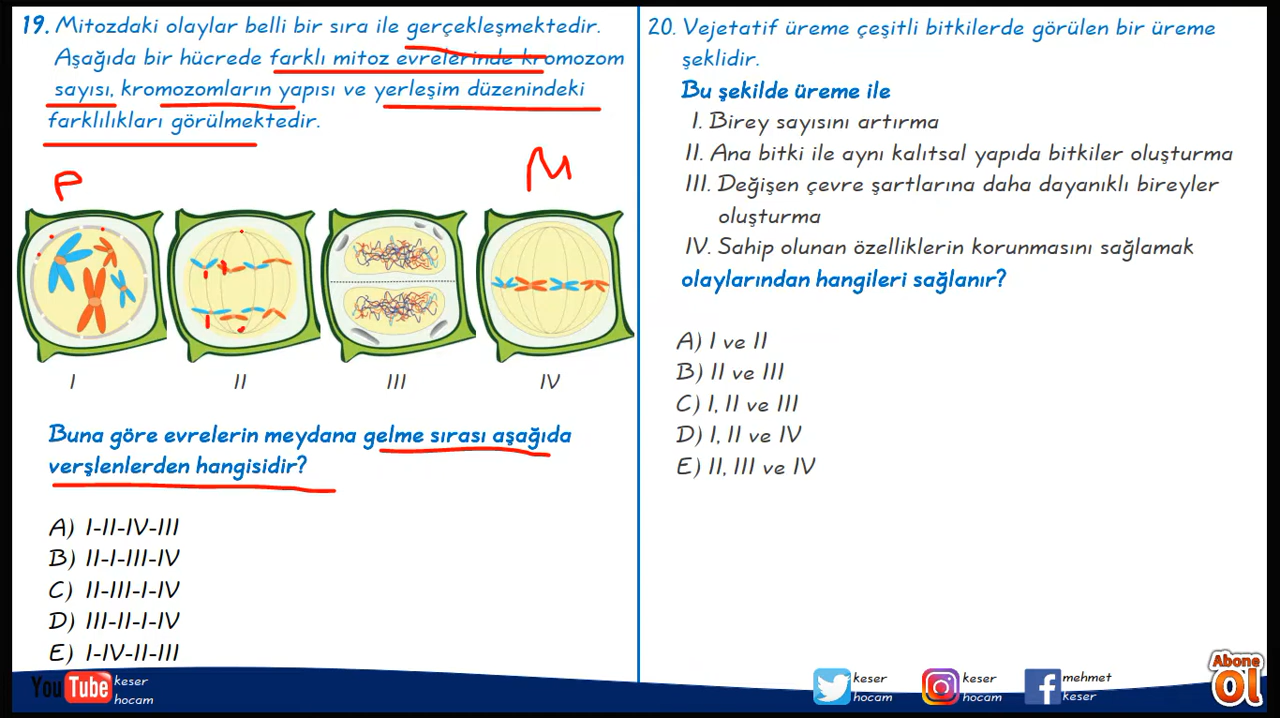 19. Mitozdaki olaylar belli bir sıra ile gerçekleşmektedir.
Aşağıda bir hücrede farklı mitoz evrelerinde kromozom
sayısı, kromozomların yapısı ve yerleşim düzenindeki
farklılıkları görülmektedir.
P
M
I
II
III
IV
Buna göre evrelerin meydana gelme sırası aşağıda
verşlenlerden hangisidir?
A) I-II-IV-III
B) II-I-III-IV
C) II-III-I-IV
D) III-II-I-IV
E) I-IV-II-III
20. Vejetatif üreme çeşitli bitkilerde görülen bir üreme
şeklidir.
Bu şekilde üreme ile
I. Birey sayısını artırma
II. Ana bitki ile aynı kalıtsal yapıda bitkiler oluşturma
III. Değişen çevre şartlarına daha dayanıklı bireyler
oluşturma
IV. Sahip olunan özelliklerin korunmasını sağlamak
olaylarından hangileri sağlanır?
A) I ve II
B) II ve III
C) I, II ve III
D) I, II ve IV
E) II, III ve IV
YouTube
keser
hocam
keser
hocam
keser
hocam
mehmet
keser
Abone
ol